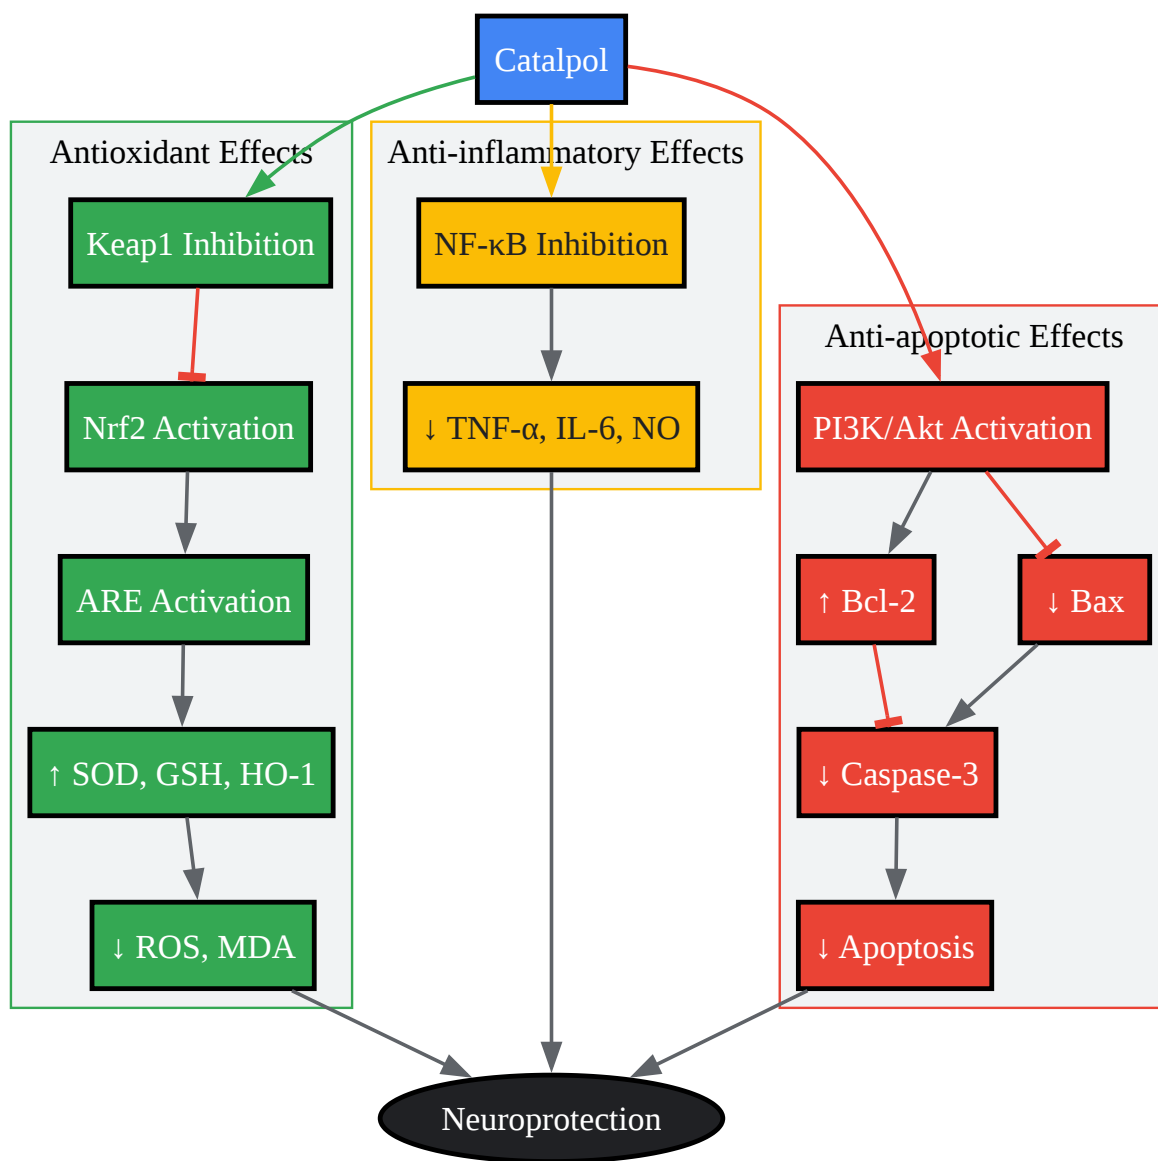 Catalpol
Antioxidant Effects
Keap1 Inhibition
Nrf2 Activation
ARE Activation
↑ SOD, GSH, HO-1
↓ ROS, MDA
Anti-inflammatory Effects
NF-κB Inhibition
↓ TNF-α, IL-6, NO
Anti-apoptotic Effects
PI3K/Akt Activation
↑ Bcl-2
↓ Bax
↓ Caspase-3
↓ Apoptosis
Neuroprotection